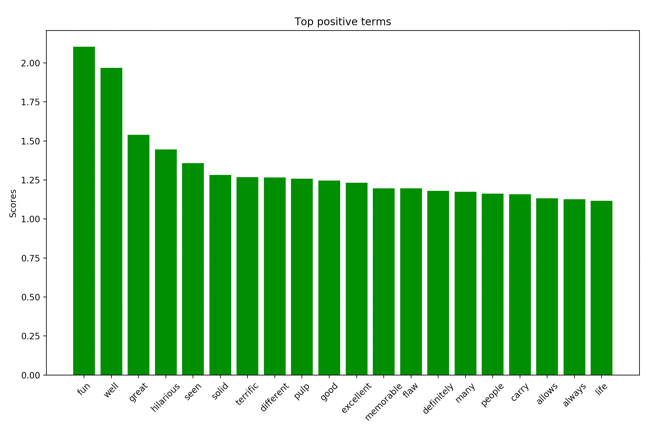 Top positive terms
Scores
2.00
1.75
1.50
1.25
1.00
0.75
0.50
0.25
0.00
fun
well
great
hilarious
seen
solid
terrific
different
pulp
good
excellent
memorable
flaw
definitely
many
people
carry
allows
always
life